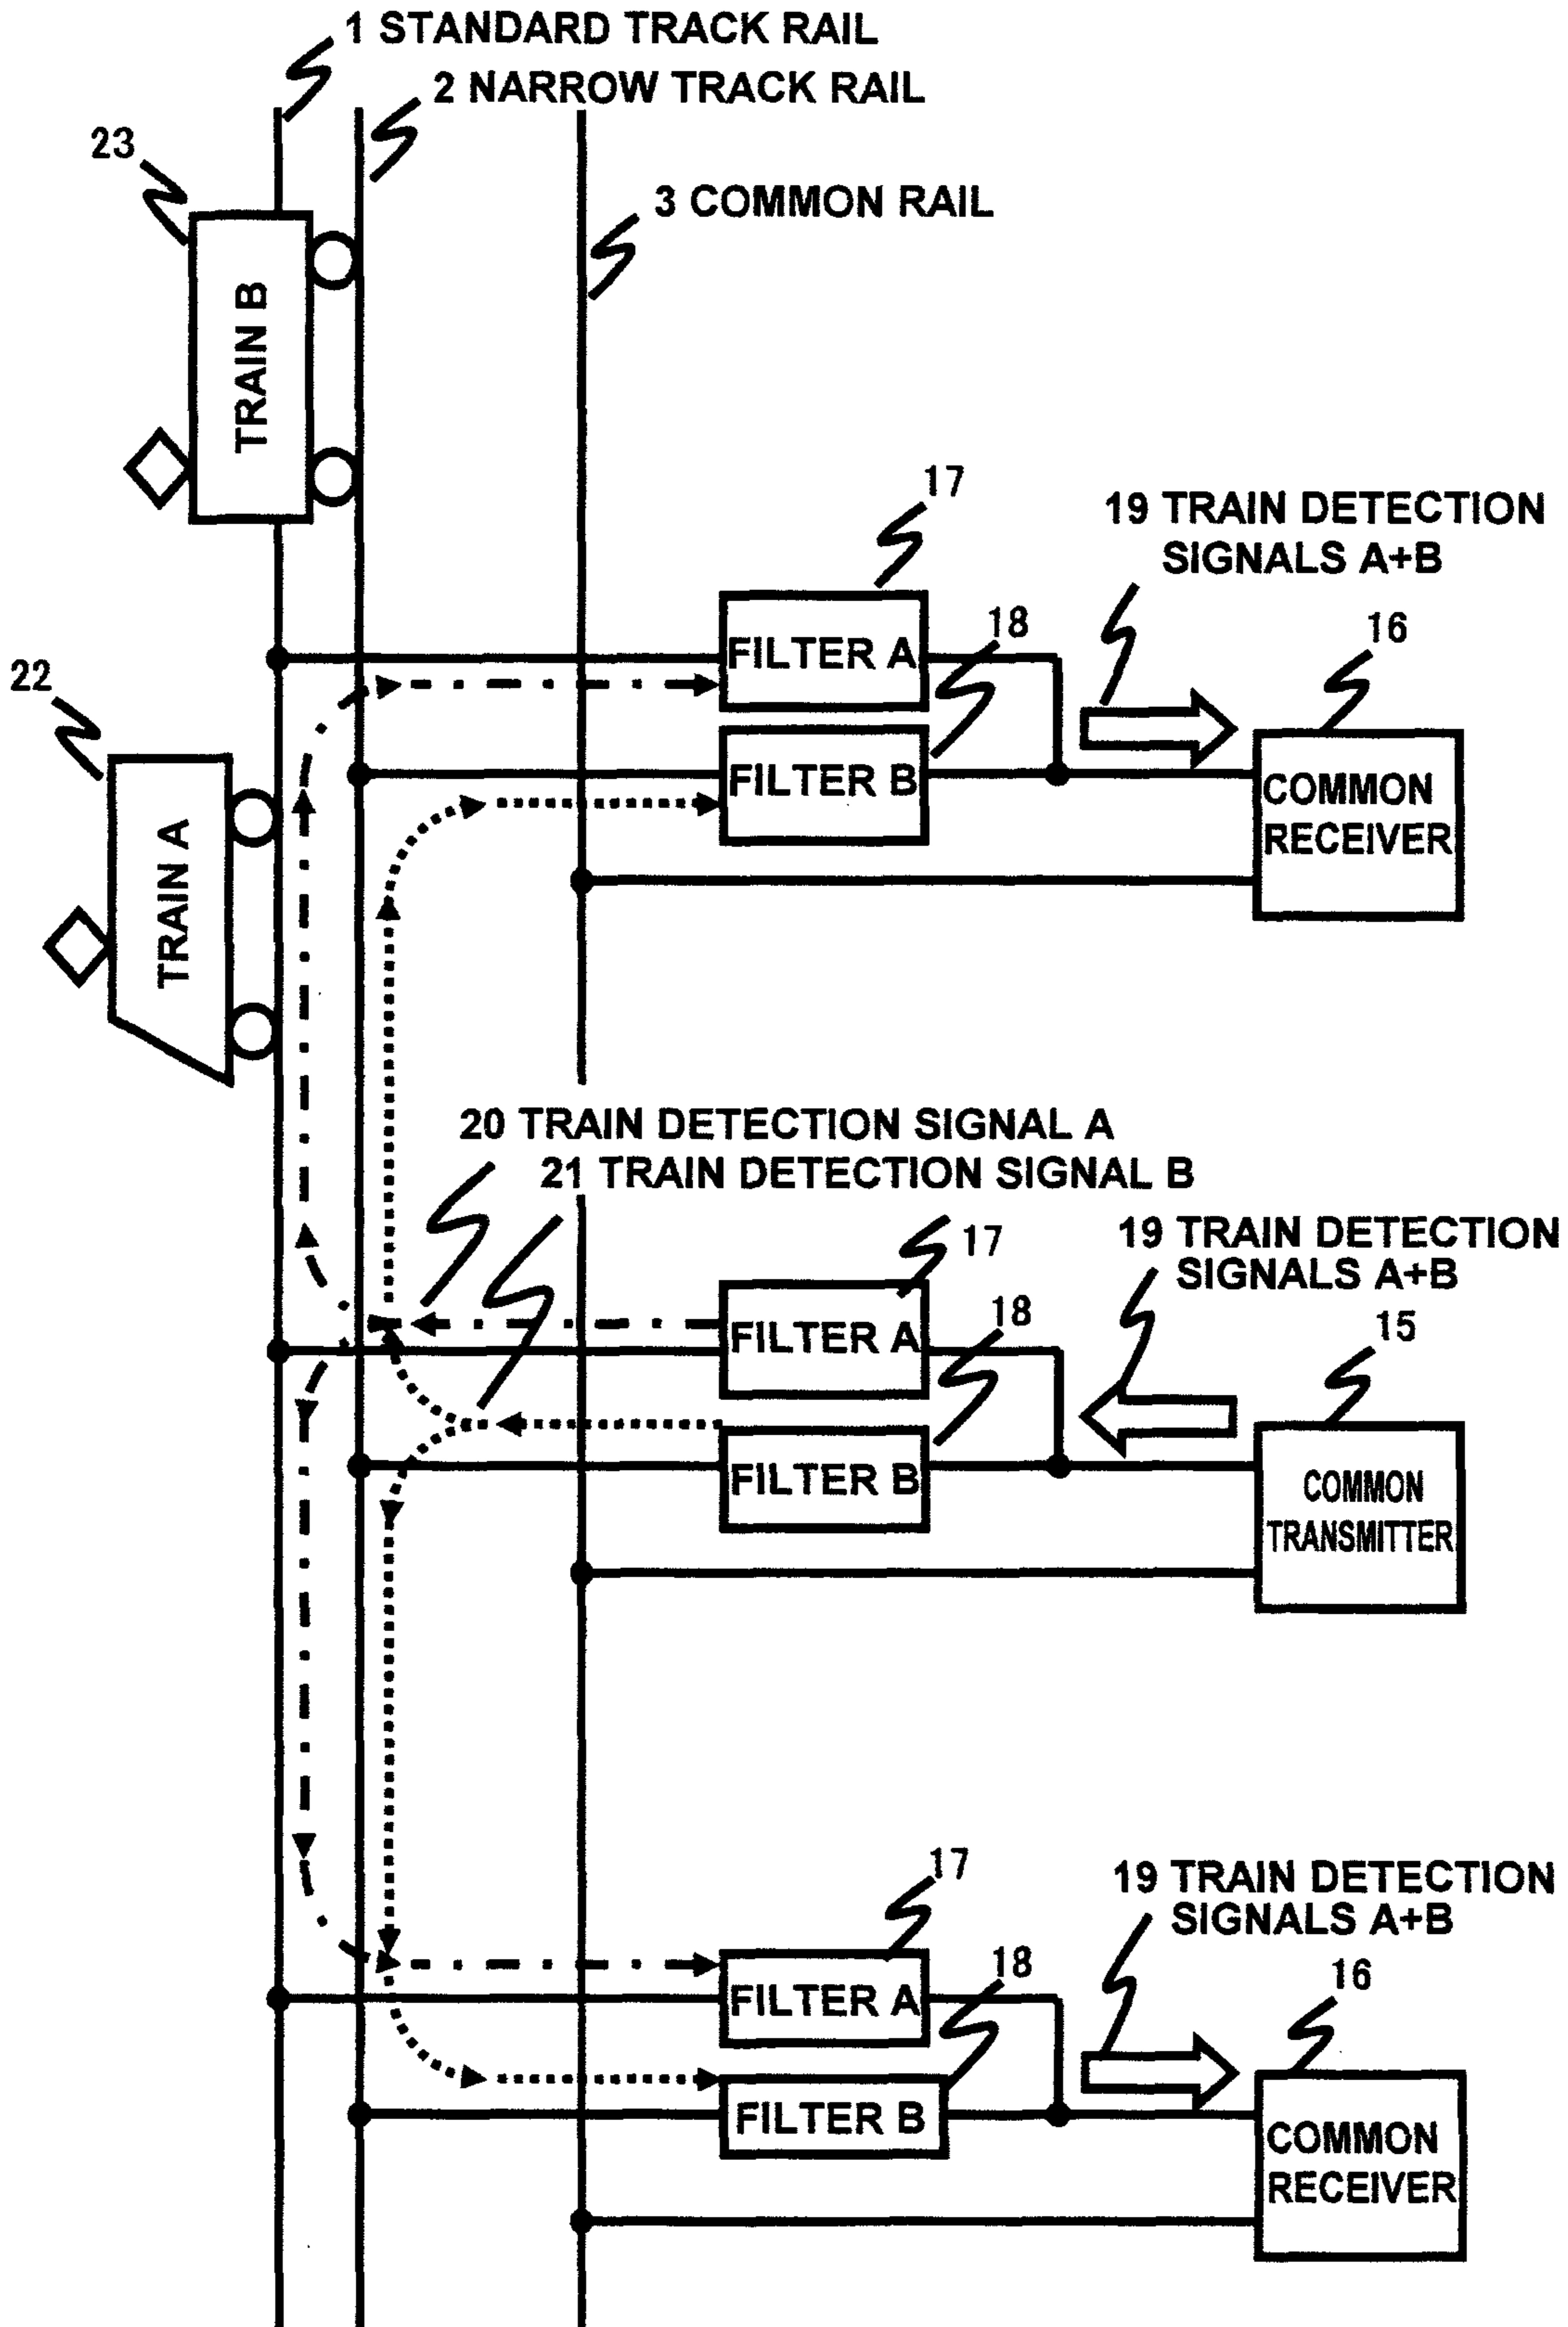 1 STANDARD TRACK RAIL
2 NARROW TRACK RAIL
23
3 COMMON RAIL
TRAIN B
17
19 TRAIN DETECTION
SIGNALS A+B
18
16
22
FILTER A
FILTER B
COMMON
RECEIVER
TRAIN A
20 TRAIN DETECTION SIGNAL A
21 TRAIN DETECTION SIGNAL B
17
19 TRAIN DETECTION
SIGNALS A+B
18
15
FILTER A
FILTER B
COMMON
TRANSMITTER
17
19 TRAIN DETECTION
SIGNALS A+B
18
16
FILTER A
FILTER B
COMMON
RECEIVER